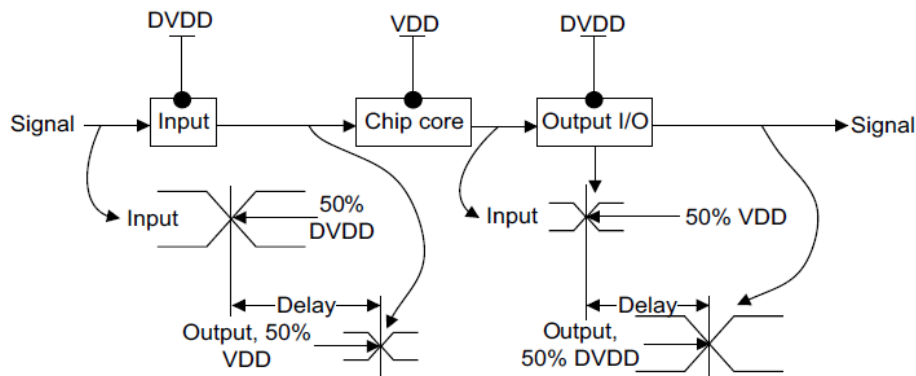 DVDD
VDD
DVDD
Signal
Input
Chip core
Output I/O
Signal
Input
50%
DVDD
Input
50% VDD
Delay
Output, 50%
VDD
Delay
Output,
50% DVDD